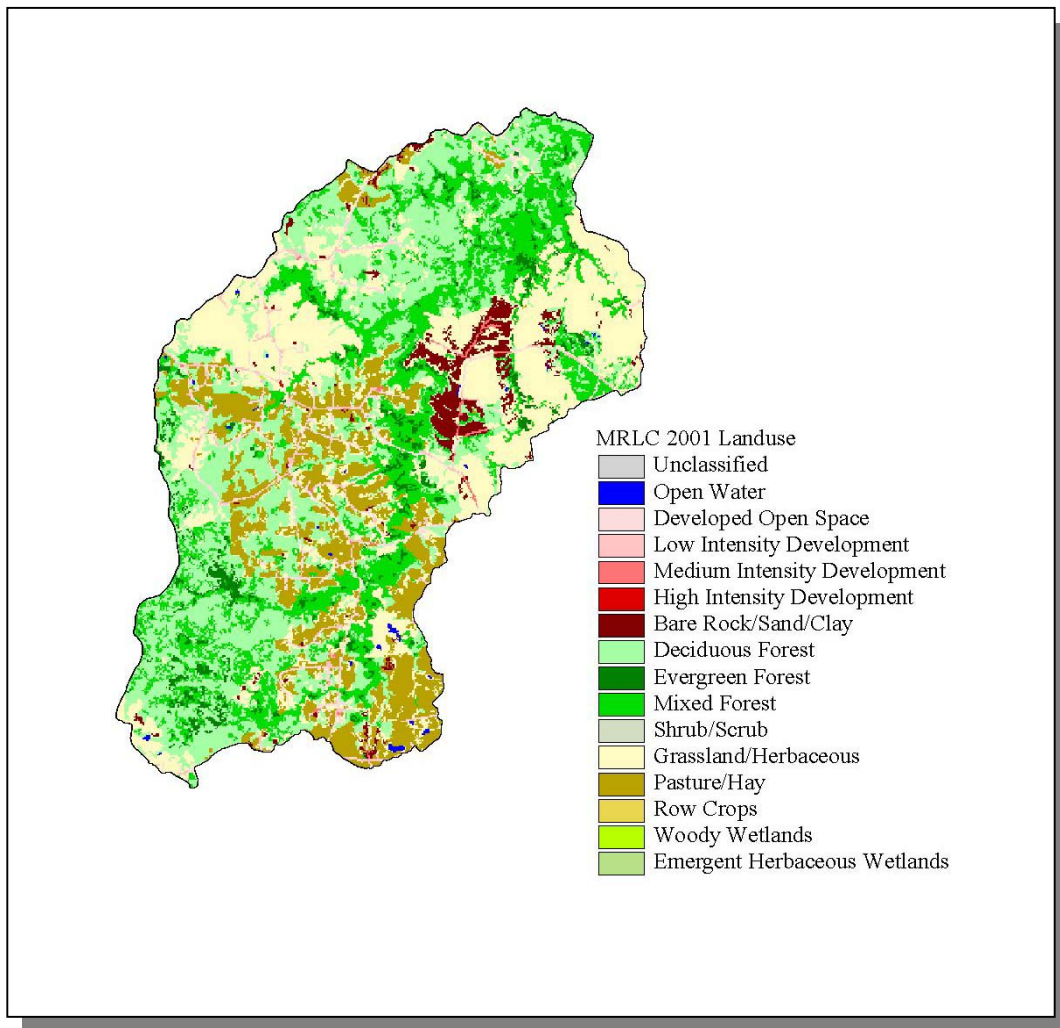 MRLC 2001 Landuse
Unclassified
Open Water
Developed Open Space
Low Intensity Development
Medium Intensity Development
High Intensity Development
Bare Rock/Sand/Clay
Deciduous Forest
Evergreen Forest
Mixed Forest
Shrub/Scrub
Grassland/Herbaceous
Pasture/Hay
Row Crops
Woody Wetlands
Emergent Herbaceous Wetlands